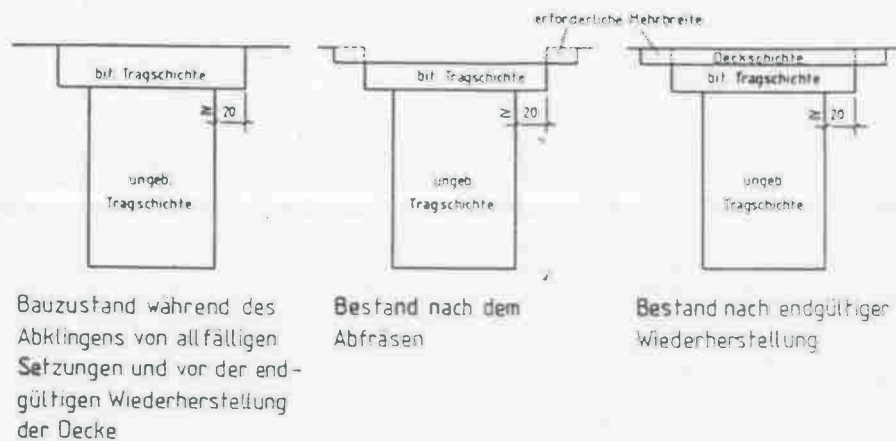 erforderliche Mehrbreite
bit. Tragschichte
≥ 20
ungeb.
Tragschichte
Bauzustand während des
Abklingens von allfälligen
Setzungen und vor der end-
gültigen Wiederherstellung
der Decke
bit. Tragschichte
≥ 20
ungeb
Tragschichte
Bestand nach dem
Abfräsen
Deckschichte
bit. Tragschichte
≥ 20
ungeb
Tragschichte
Bestand nach endgültiger
Wiederherstellung